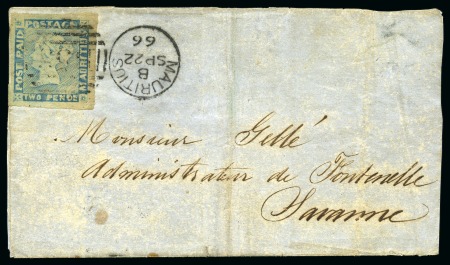 POSTAGE
POST PAID
MAURITIUS
TWO PENCE
MAURITIUS
B
SP 22
66
Monsieur Gellé
Administrateur de Fontenelle
Savanne